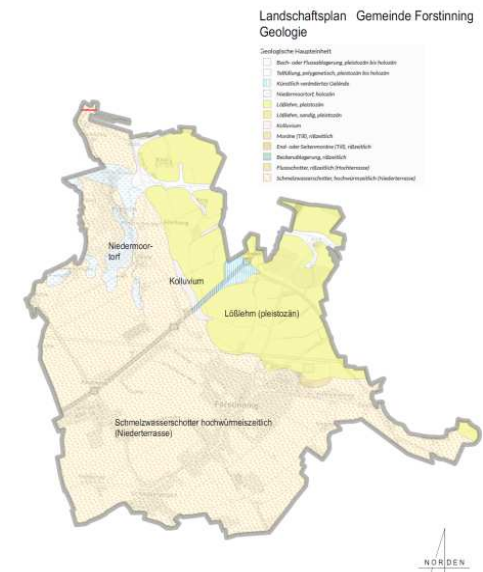 Landschaftsplan Gemeinde Forstinning
Geologie
Geologische Haupteinheit
Bach- oder Flussablagerung, pleistozän bis holozän
Talfüllung, polygenetisch, pleistozän bis holozän
Künstlich verändertes Gelände
Niedermoortorf, holozän
Lößlehm, pleistozän
Lößlehm, sandig, pleistozän
Kolluvium
Moräne (Till), rißzeitlich
End- oder Seitenmoräne (Till), rißzeitlich
Beckenablagerung, rißzeitlich
Flussschotter, rißzeitlich (Hochterrasse)
Schmelzwasserschotter, hochwürmzeitlich (Niederterrasse)
Niedermoor-
torf
Kolluvium
Lößlehm (pleistozän)
Forstinning
Schmelzwasserschotter hochwürmeiszeitlich
(Niederterrasse)
NORDEN